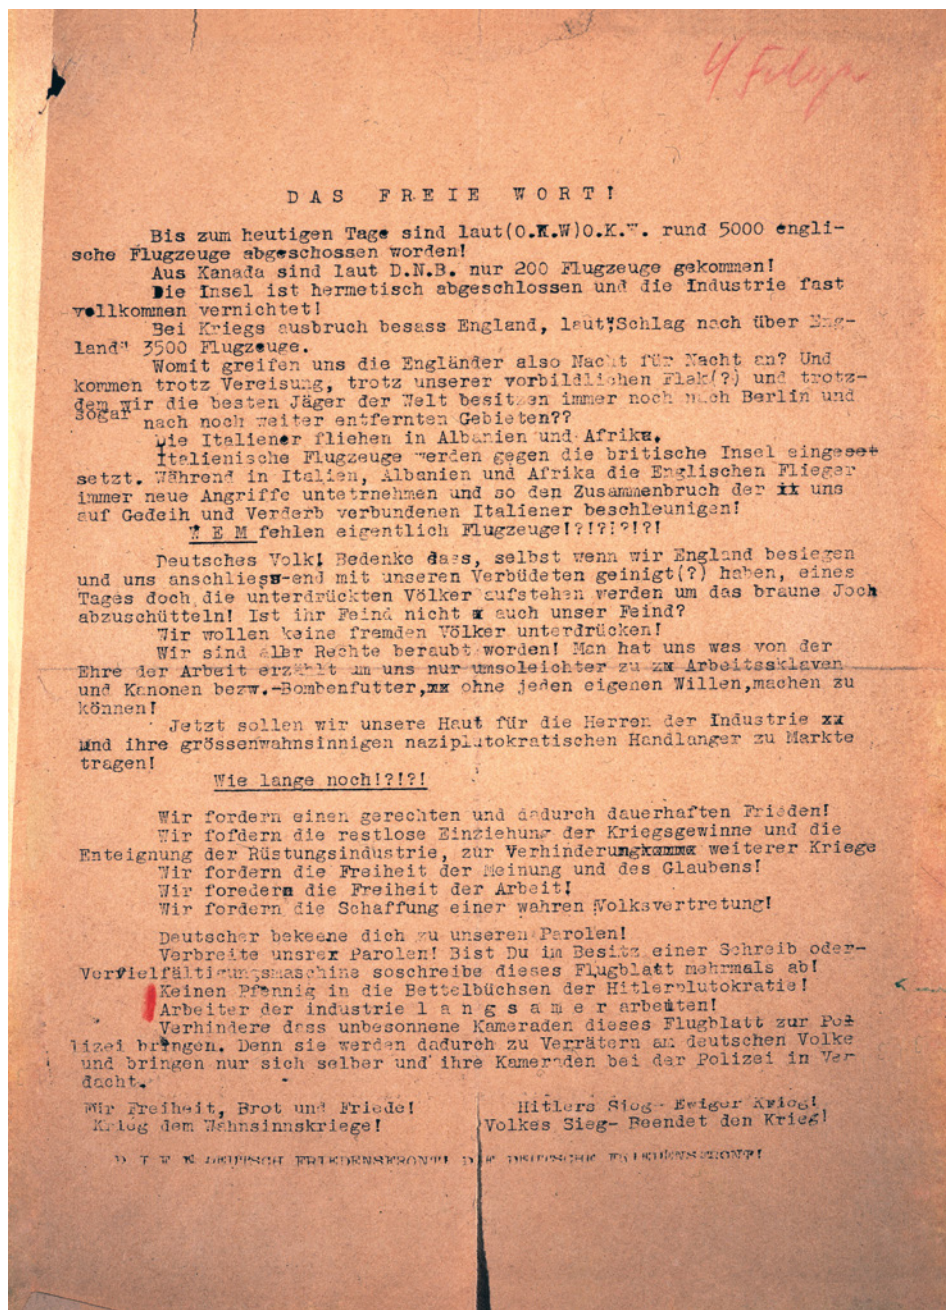 4
DAS FREIE WORT!
Bis zum heutigen Tage sind laut(O.K.W)O.K.W. rund 5000 engli-
sche Flugzeuge abgeschossen worden!
Aus Kanada sind laut D.N.B. nur 200 Flugzeuge gekommen!
Die Insel ist hermetisch abgeschlossen und die Industrie fast
vollkommen vernichtet!
Bei Kriegs ausbruch besass England, laut"Schlag nach über Eng-
land" 3500 Flugzeuge.
Womit greifen uns die Engländer also Nacht für Nacht an? Und
kommen trotz Vereisung, trotz unserer vorbildlichen Flak(?) und trotz-
dem wir die besten Jäger der Welt besitzen immer noch nach Berlin und
sogar nach noch weiter entfernten Gebieten??
Die Italiener fliehen in Albanien und Afrika.
Italienische Flugzeuge werden gegen die britische Insel eingeset
setzt. Während in Italien, Albanien und Afrika die Englischen Flieger
immer neue Angriffe untetrnehmen und so den Zusammenbruch der xx uns
auf Gedeih und Verderb verbundenen Italiener beschleunigen!
W E M fehlen eigentlich Flugzeuge!?!?!?!?!
Deutsches Volk! Bedenke dass, selbst wenn wir England besiegen
und uns anschliess-end mit unseren Verbüdeten geinigt(?) haben, eines
Tages doch die unterdrückten Völker aufstehen werden um das braune Joch
abzuschütteln! Ist ihr Feind nicht x auch unser Feind?
Wir wollen keine fremden Völker unterdrücken!
Wir sind aller Rechte beraubt worden! Man hat uns was von der
Ehre der Arbeit erzählt um uns nur umsoleichter zu xx Arbeitssklaven
und Kanonen bezw.-Bombenfutter,xx ohne jeden eigenen Willen,machen zu
können!
Jetzt sollen wir unsere Haut für die Herren der Industrie xx
und ihre grössenwahnsinnigen naziplutokratischen Handlanger zu Markte
tragen!
Wie lange noch!?!?!
Wir fordern einen gerechten und dadurch dauerhaften Frieden!
Wir fofdern die restlose Einziehung der Kriegsgewinne und die
Enteignung der Rüstungsindustrie, zur Verhinderung weiterer Kriege
Wir fordern die Freiheit der Meinung und des Glaubens!
Wir foredern die Freiheit der Arbeit!
Wir fordern die Schaffung einer wahren Volksvertretung!
Deutscher bekeene dich zu unseren Parolen!
Verbreite unsrex Parolen! Bist Du im Besitz einer Schreib oder-
Vervielfältigungsmaschine soschreibe dieses Flugblatt mehrmals ab!
Keinen Pfennig in die Bettelbüchsen der Hitlerplutokratie!
Arbeiter der industrie l a n g s a m e r arbeiten!
Verhindere dass unbesonnene Kameraden dieses Flugblatt zur Pol
lizei bringen. Denn sie werden dadurch zu Verrätern am deutschen Volke
und bringen nur sich selber und ihre Kameraden bei der Polizei in Ver-
dacht.
Für Freiheit, Brot und Friede! Hitlers Sieg- Ewiger Krieg!
Krieg dem Wahnsinnskriege! Volkes Sieg- Beendet den Krieg!
D I E DEUTSCH FRIEDENSFRONT! DIE DEUTSCHE FRIEDENSFRONT!